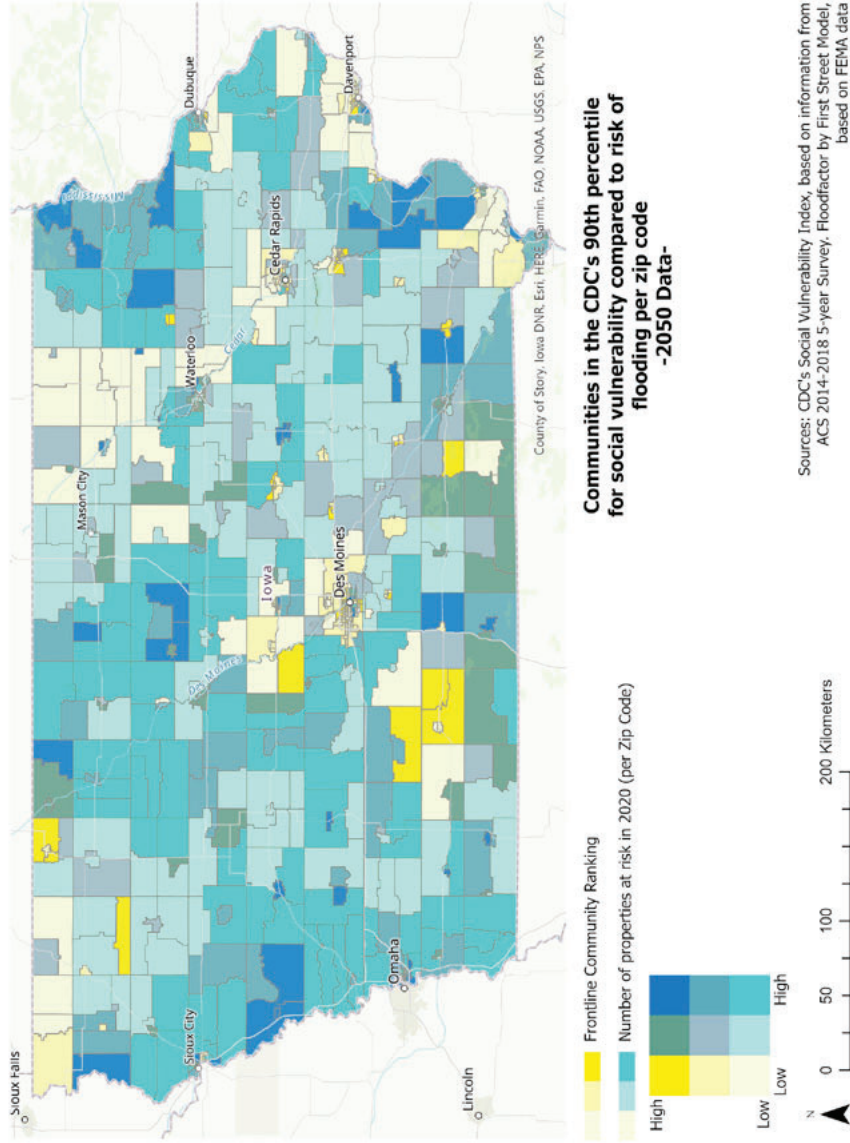 Sioux Falls
Mason City
Mississippi
Dubuque
Waterloo
Cedar
Sioux City
Des Moines
Iowa
Cedar Rapids
Davenport
Des Moines
Omaha
Lincoln
County of Story, Iowa DNR, Esri, HERE, Garmin, FAO, NOAA, USGS, EPA, NPS
Frontline Community Ranking
Number of properties at risk in 2020 (per Zip Code)
High
Low
Low
High
N
0
50
100
200 Kilometers
Communities in the CDC's 90th percentile
for social vulnerability compared to risk of
flooding per zip code
-2050 Data-
Sources: CDC's Social Vulnerability Index, based on information from
ACS 2014-2018 5-year Survey. Floodfactor by First Street Model,
based on FEMA data